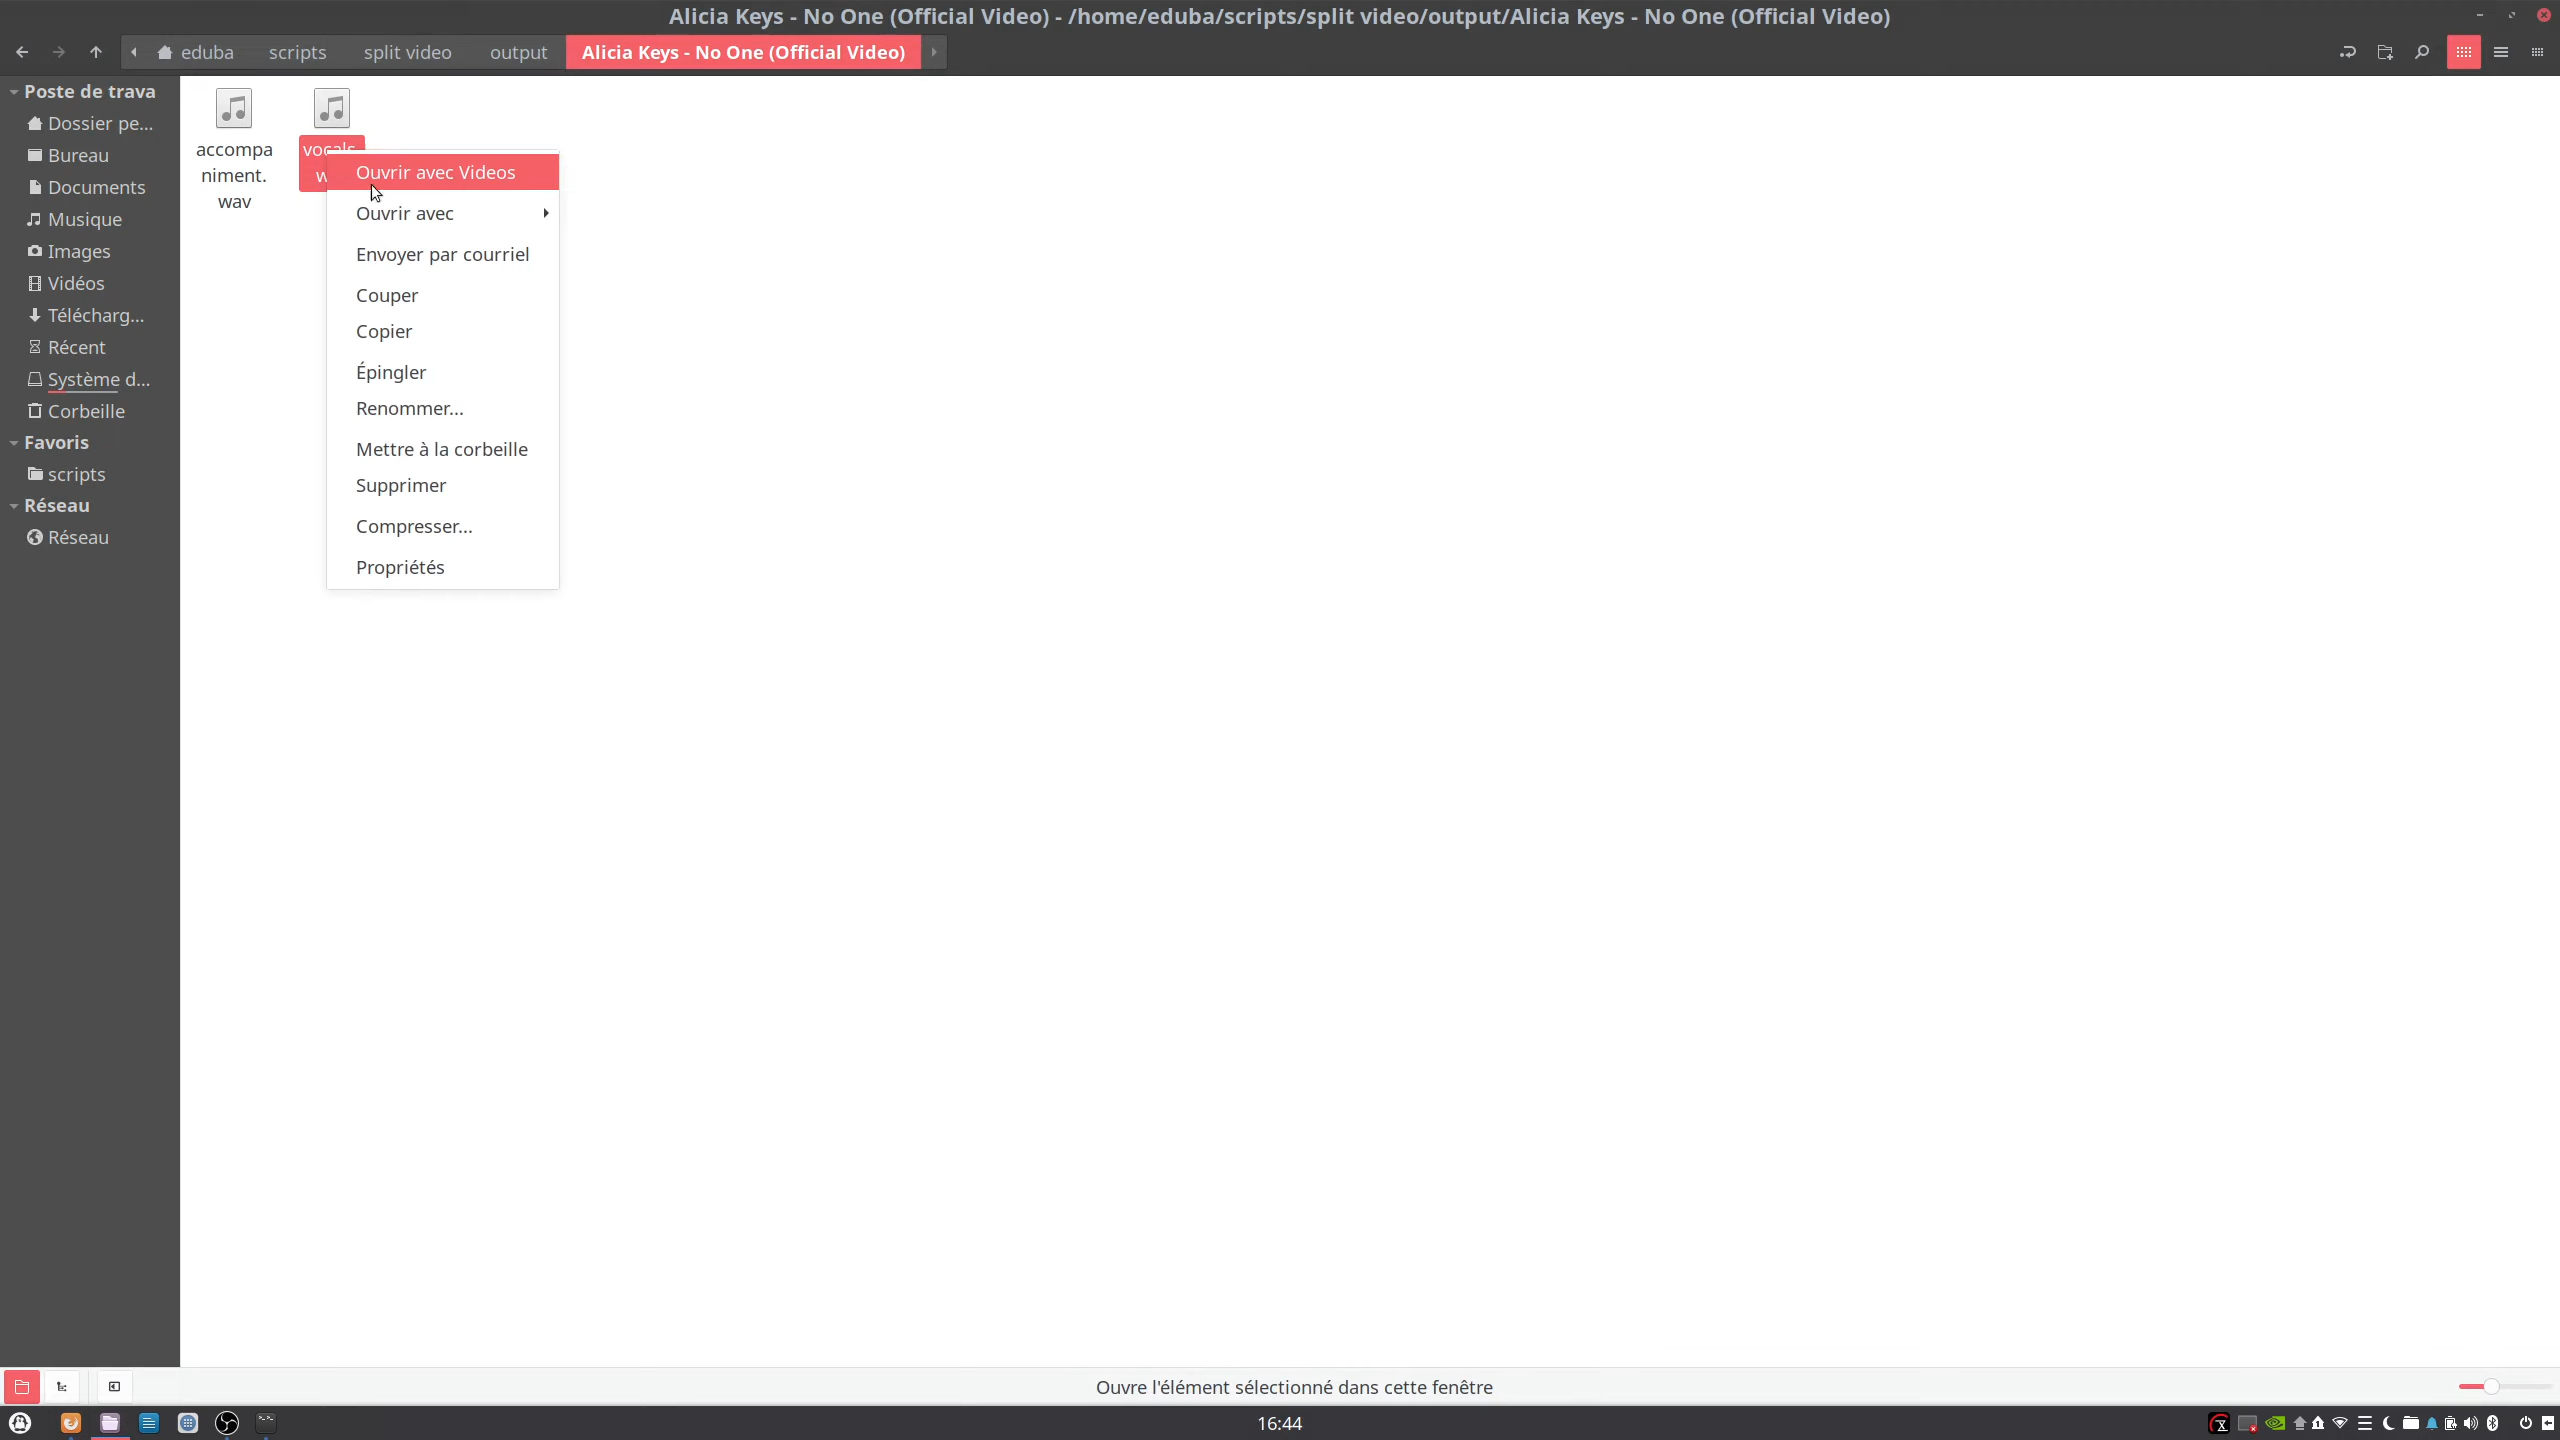 Alicia Keys - No One (Official Video) - /home/eduba/scripts/split video/output/Alicia Keys - No One (Official Video)
eduba scripts split video output Alicia Keys - No One (Official Video)
Poste de trava
Dossier pe...
Bureau
Documents
Musique
Images
Vidéos
Télécharg...
Récent
Système d...
Corbeille
Favoris
scripts
Réseau
Réseau
accompa
niment.
wav
vocals.
w
Ouvrir avec Videos
Ouvrir avec
Envoyer par courriel
Couper
Copier
Épingler
Renommer...
Mettre à la corbeille
Supprimer
Compresser...
Propriétés
Ouvre l'élément sélectionné dans cette fenêtre
16:44